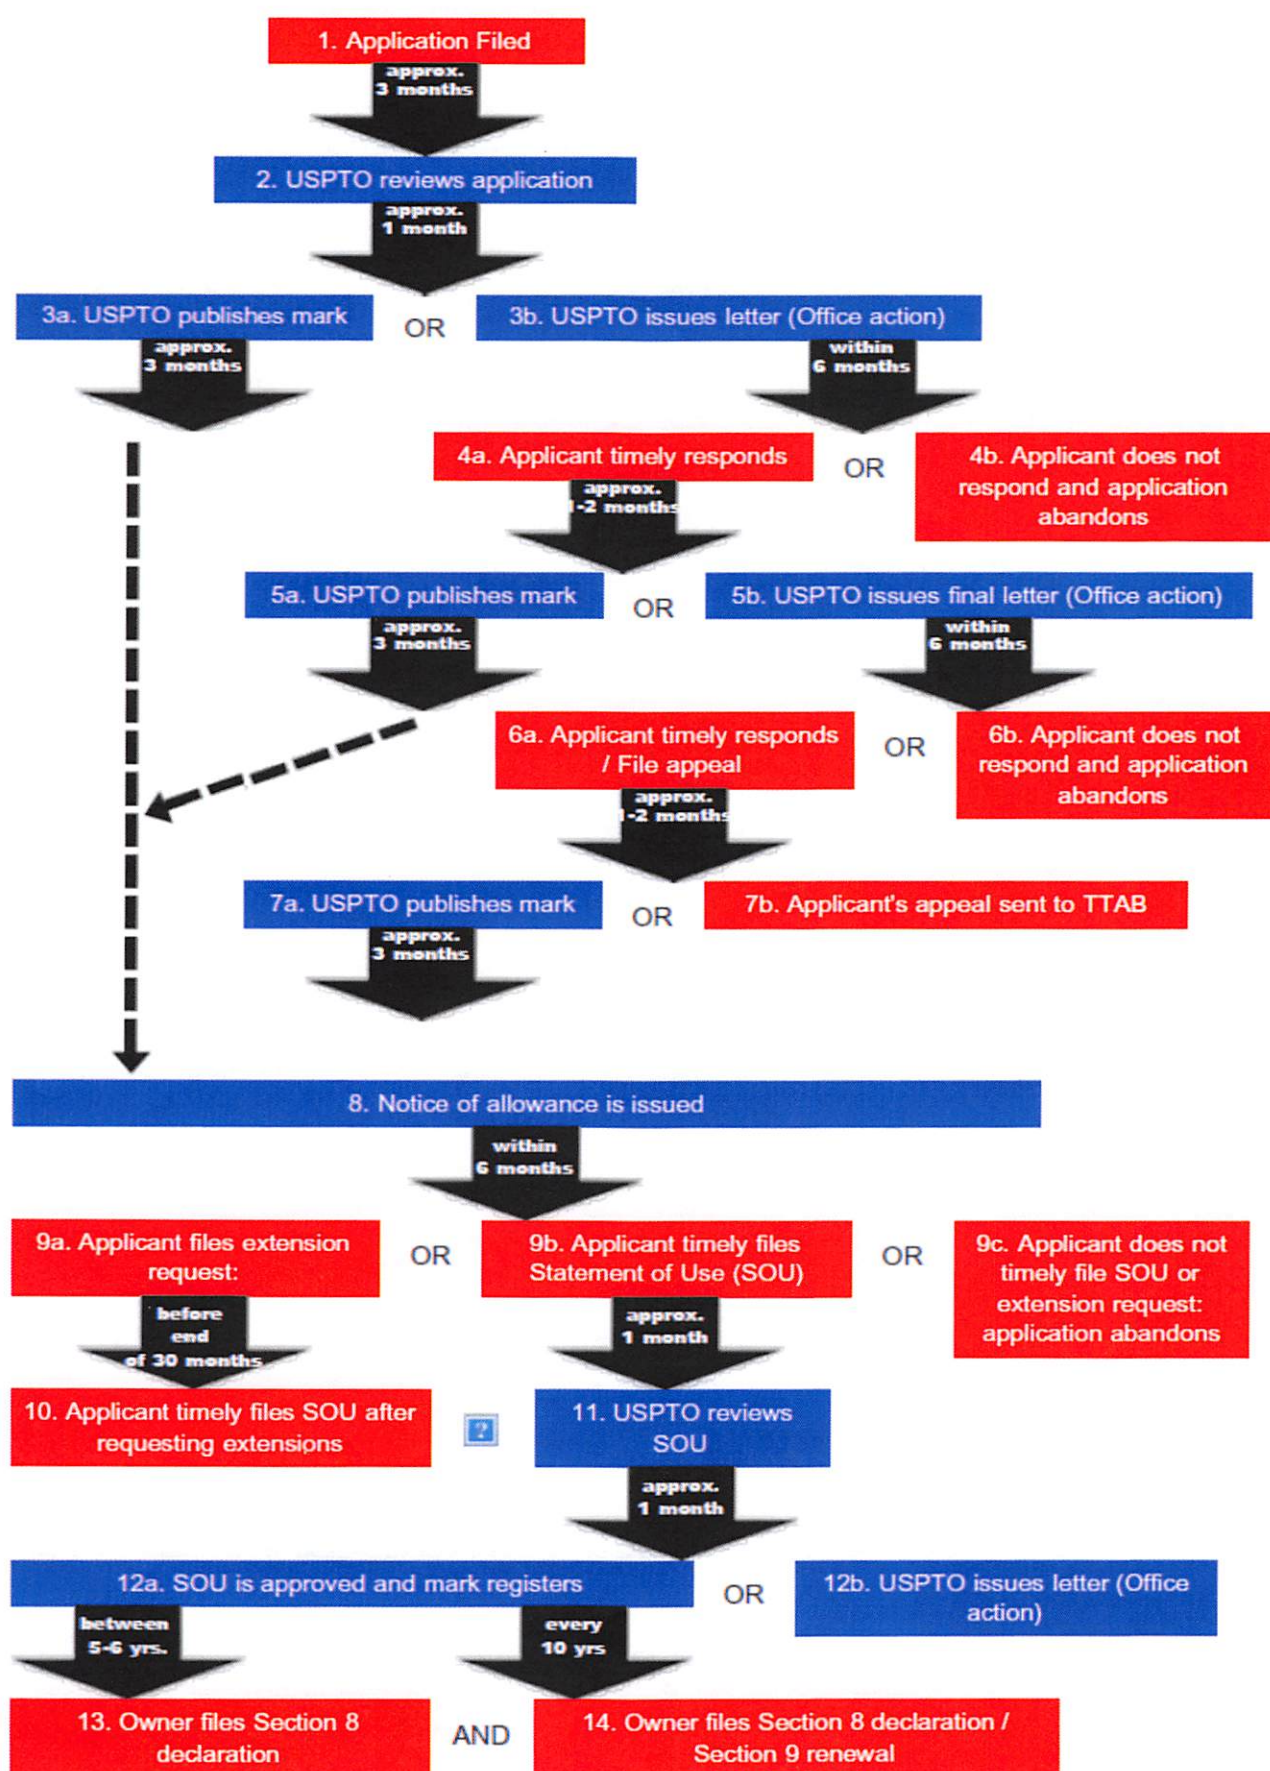 1. Application Filed
approx.
3 months
2. USPTO reviews application
approx.
1 month
3a. USPTO publishes mark
OR
3b. USPTO issues letter (Office action)
approx.
3 months
within
6 months
4a. Applicant timely responds
OR
4b. Applicant does not
respond and application
abandons
approx.
1-2 months
5a. USPTO publishes mark
OR
5b. USPTO issues final letter (Office action)
approx.
3 months
within
6 months
6a. Applicant timely responds
/ File appeal
OR
6b. Applicant does not
respond and application
abandons
approx.
1-2 months
7a. USPTO publishes mark
OR
7b. Applicant's appeal sent to TTAB
approx.
3 months
8. Notice of allowance is issued
within
6 months
9a. Applicant files extension
request:
OR
9b. Applicant timely files
Statement of Use (SOU)
OR
9c. Applicant does not
timely file SOU or
extension request:
application abandons
before
end
of 30 months
approx.
1 month
10. Applicant timely files SOU after
requesting extensions
?
11. USPTO reviews
SOU
approx.
1 month
12a. SOU is approved and mark registers
OR
12b. USPTO issues letter (Office
action)
between
5-6 yrs.
every
10 yrs
13. Owner files Section 8
declaration
AND
14. Owner files Section 8 declaration /
Section 9 renewal